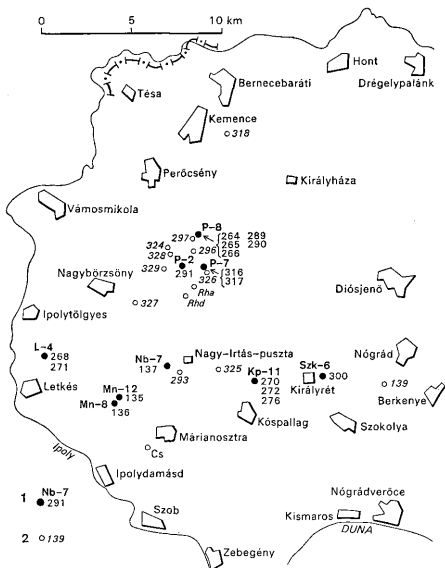 0 5 10 km
Hont
Drégelypalánk
Bernecebaráti
Tésa
Kemence
318
Perőcsény
Királyháza
Vámosmikola
P-8
297
264 289
265 290
266
324
296
328
P-2
P-7
329
291
326
316
317
Nagybörzsöny
Rha
Rhd
327
Diósjenő
Ipolytölgyes
L-4
268
271
Nb-7
137
Nagy-Irtás-puszta
293
325
Kp-11
270
272
276
Szk-6
300
Királyrét
Nógrád
139
Berkenye
Letkés
Mn-12
135
Mn-8
136
Kóspallag
Szokolya
Márianosztra
Cs
Ipoly
Ipolydamásd
1
Nb-7
291
2
139
Szob
Zebegény
Nógrádverőce
Kismaros
DUNA